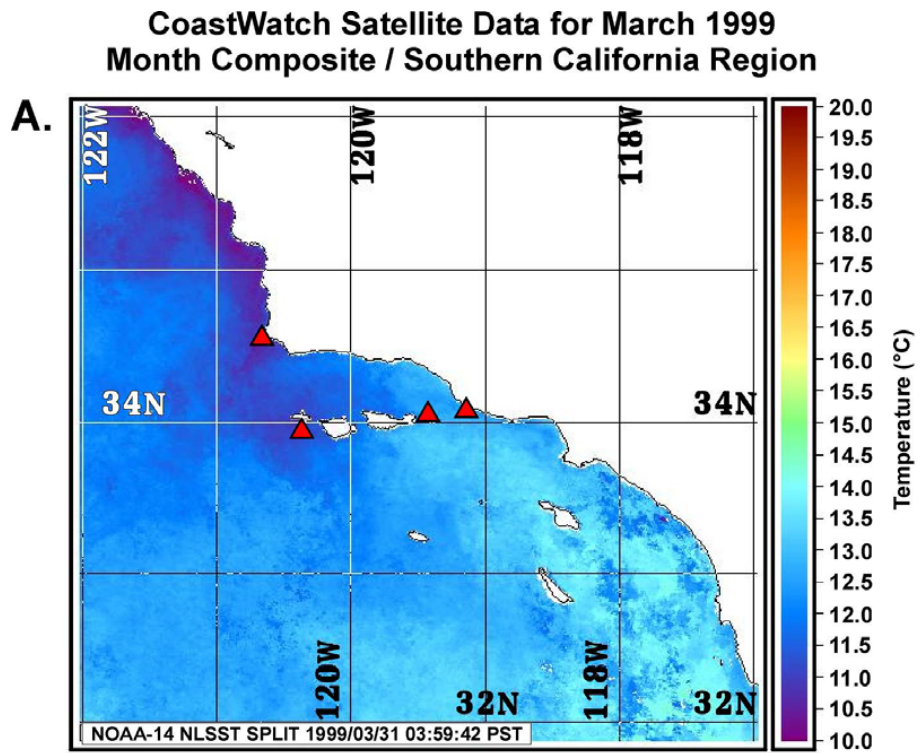 CoastWatch Satellite Data for March 1999
Month Composite / Southern California Region
A.
122W
120W
118W
34N
34N
120W
32N
118W
32N
NOAA-14 NLSST SPLIT 1999/03/31 03:59:42 PST
20.0
19.5
19.0
18.5
18.0
17.5
17.0
16.5
16.0
15.5
15.0
14.5
14.0
13.5
13.0
12.5
12.0
11.5
11.0
10.5
10.0
Temperature (°C)